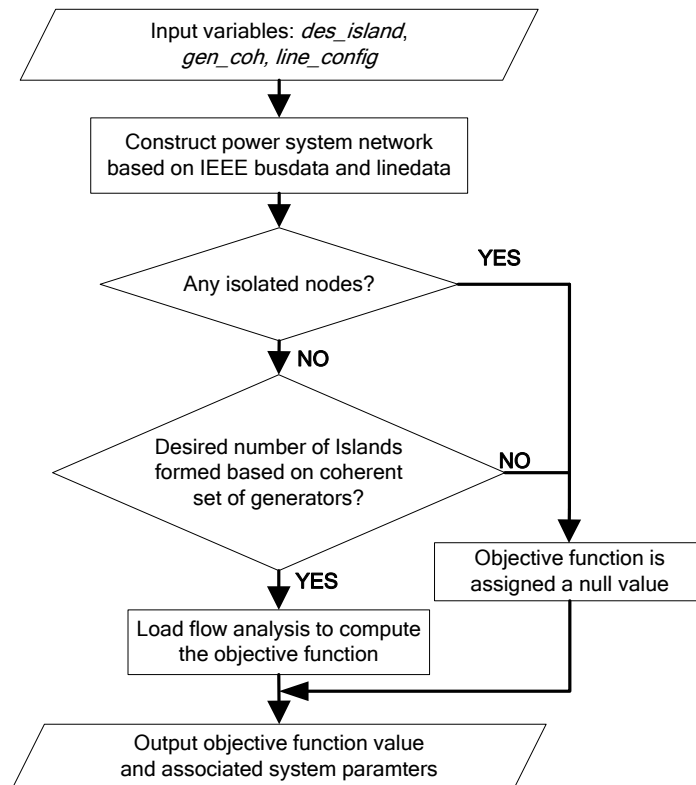 Input variables: des_island,
gen_coh, line_config
Construct power system network
based on IEEE busdata and linedata
Any isolated nodes?
YES
NO
Desired number of Islands
formed based on coherent
set of generators?
NO
YES
Objective function is
assigned a null value
Load flow analysis to compute
the objective function
Output objective function value
and associated system paramters